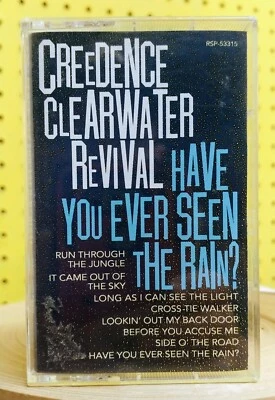 RSP-53315
CREEDENCE
CLEARWATER
REVIVAL HAVE
YOU EVER SEEN
THE RAIN?
RUN THROUGH
THE JUNGLE
IT CAME OUT OF
THE SKY
LONG AS I CAN SEE THE LIGHT
CROSS-TIE WALKER
LOOKIN' OUT MY BACK DOOR
BEFORE YOU ACCUSE ME
SIDE O' THE ROAD
HAVE YOU EVER SEEN THE RAIN?